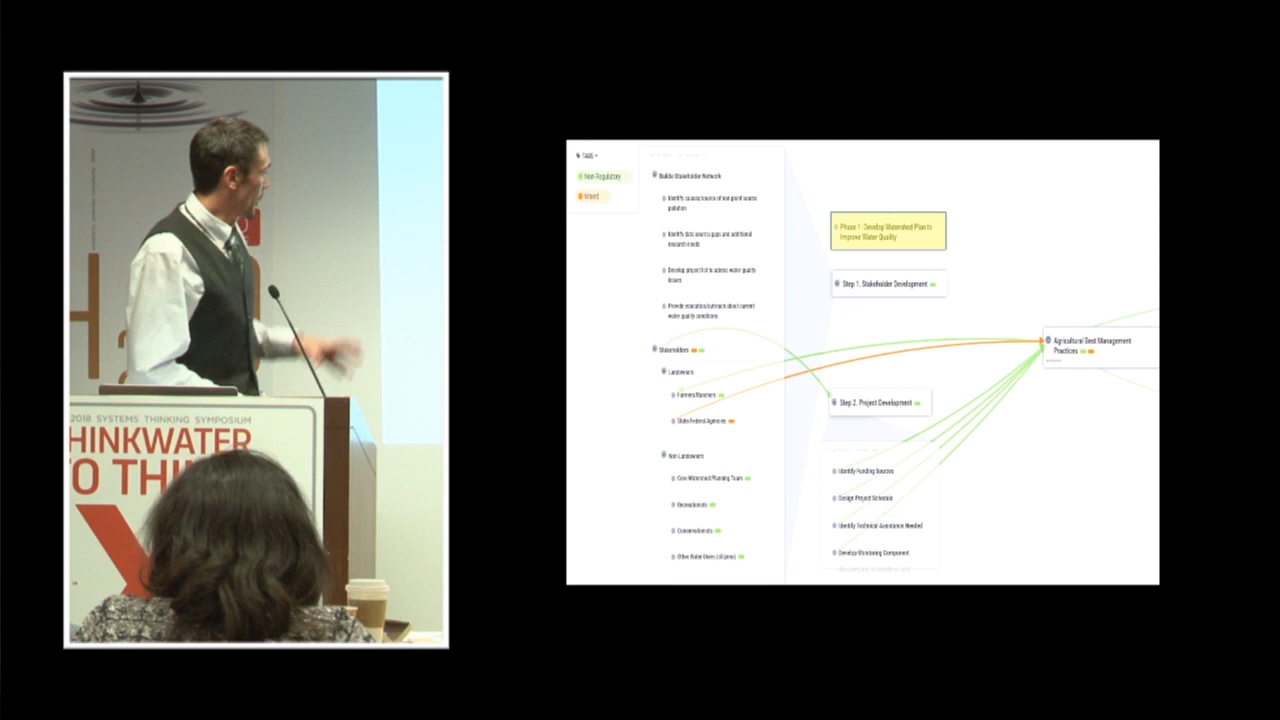 2018 SYSTEMS THINKING SYMPOSIUM
HINKWATER
TO THIN
TAGS
Non-Regulatory
Mixed
Builds Stakeholder Network
Identify causes/source of non-point source
pollution
Identify data source gaps and additional
research needs
Develop project list to address water quality
issues
Provide education/outreach about current
water quality conditions
Stakeholders
Landowners
Farmers/Ranchers
State/Federal Agencies
Non-Landowners
Core Watershed Planning Team
Recreationists
Conservationists
Other Water Users (citizens)
Phase 1: Develop Watershed Plan to
Improve Water Quality
Step 1. Stakeholder Development
Step 2. Project Development
Identify Funding Sources
Design Project Schedule
Identify Technical Assistance Needed
Develop Monitoring Component
Agricultural Best Management
Practices